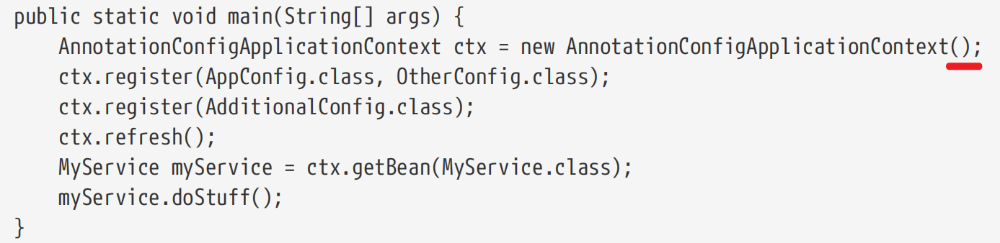 public static void main(String[] args) {
    AnnotationConfigApplicationContext ctx = new AnnotationConfigApplicationContext();
    ctx.register(AppConfig.class, OtherConfig.class);
    ctx.register(AdditionalConfig.class);
    ctx.refresh();
    MyService myService = ctx.getBean(MyService.class);
    myService.doStuff();
}